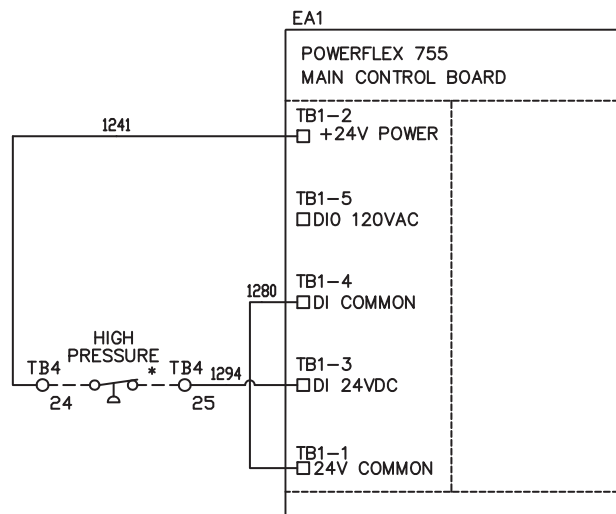 EA1
POWERFLEX 755
MAIN CONTROL BOARD
TB1-2
+24V POWER
1241
TB1-5
DI0 120VAC
TB1-4
DI COMMON
1280
HIGH
PRESSURE
*
TB4
24
TB4
25
1294
TB1-3
DI 24VDC
TB1-1
24V COMMON